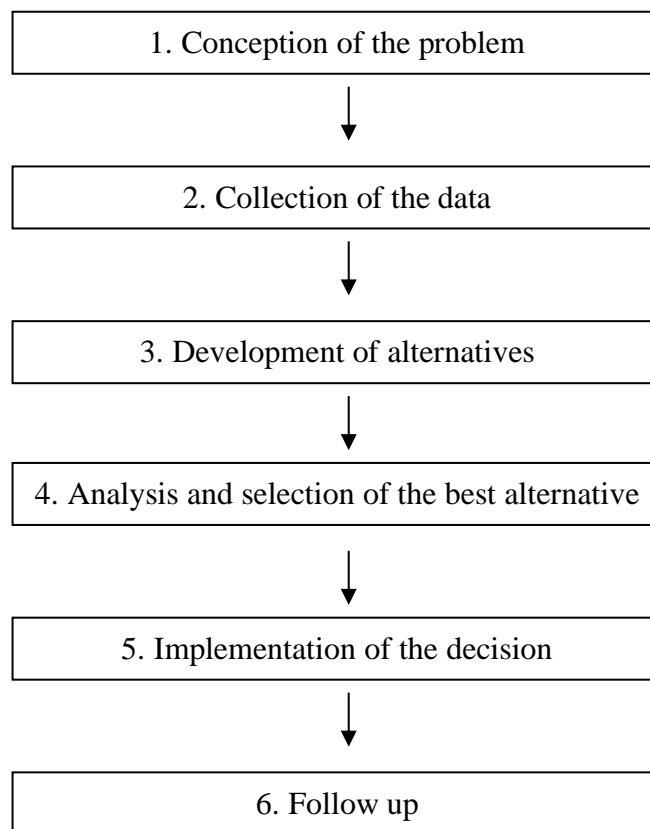 1. Conception of the problem
2. Collection of the data
3. Development of alternatives
4. Analysis and selection of the best alternative
5. Implementation of the decision
6. Follow up